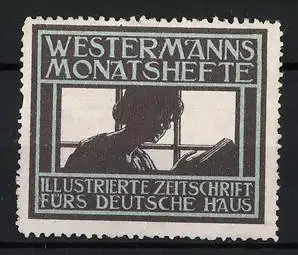 WESTERMANNS
MONATSHEFTE
ILLUSTRIERTE ZEITSCHRIFT
FÜRS DEUTSCHE HAUS